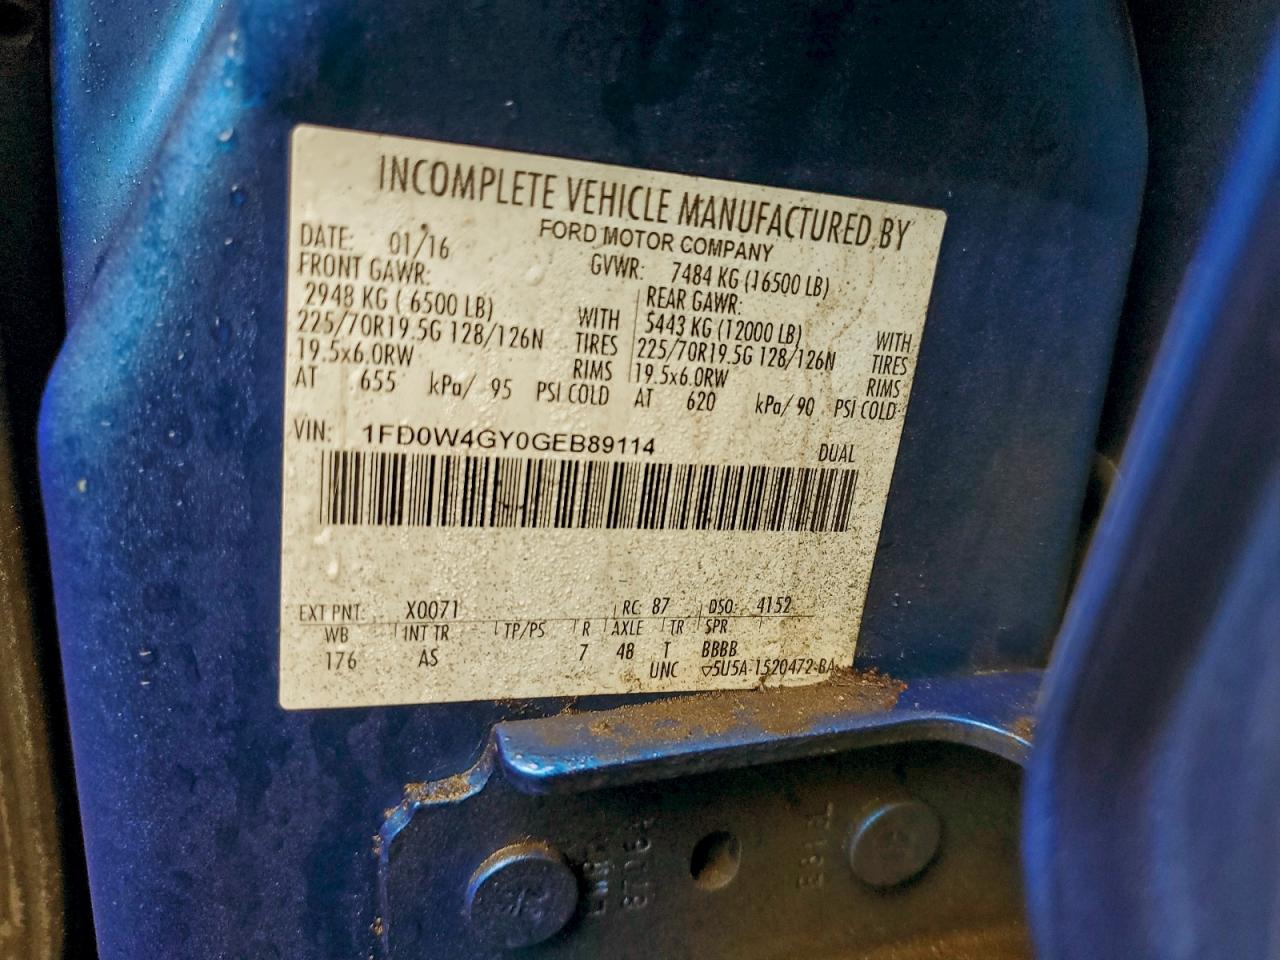 INCOMPLETE VEHICLE MANUFACTURED BY
FORD MOTOR COMPANY
DATE: 01/16 GVWR: 7484 KG (16500 LB)
FRONT GAWR: REAR GAWR:
2948 KG ( 6500 LB) WITH 5443 KG (12000 LB) WITH
225/70R19.5G 128/126N TIRES 225/70R19.5G 128/126N TIRES
19.5x6.0RW RIMS 19.5x6.0RW RIMS
AT 655 kPa/ 95 PSI COLD AT 620 kPa/ 90 PSI COLD
VIN: 1FD0W4GY0GEB89114 DUAL
EXT PNT: X0071 RC: 87 DSO: 4152
WB INT TR TP/PS R AXLE TR SPR
176 AS 7 48 T BBBB
UNC ▽5U5A-1520472-BA